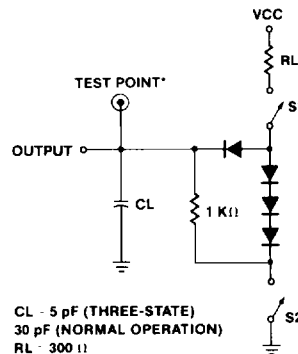 VCC
RL
TEST POINT*
S
OUTPUT
CL
1 KΩ
S2
CL - 5 pF (THREE-STATE)
30 pF (NORMAL OPERATION)
RL - 300 Ω